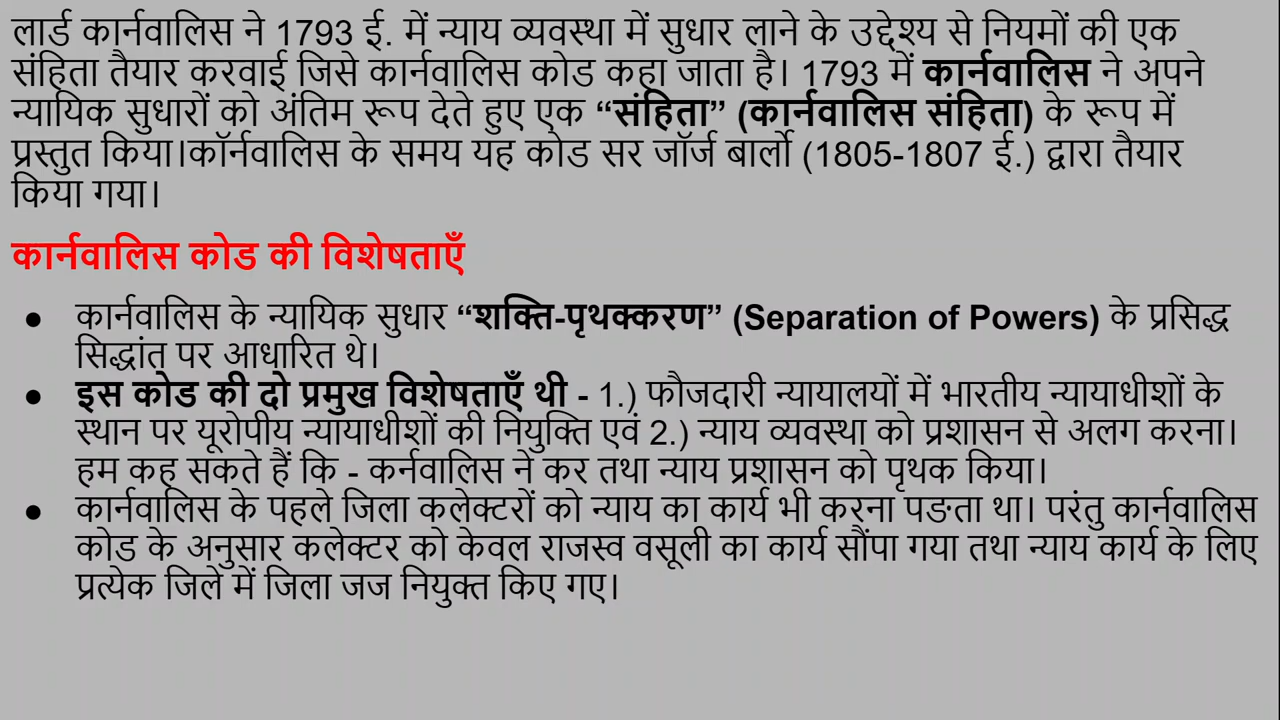 लार्ड कार्नवालिस ने 1793 ई. में न्याय व्यवस्था में सुधार लाने के उद्देश्य से नियमों की एक
संहिता तैयार करवाई जिसे कार्नवालिस कोड कहा जाता है। 1793 में कार्नवालिस ने अपने
न्यायिक सुधारों को अंतिम रूप देते हुए एक “संहिता” (कार्नवालिस संहिता) के रूप में
प्रस्तुत किया।कॉर्नवालिस के समय यह कोड सर जॉर्ज बार्लो (1805-1807 ई.) द्वारा तैयार
किया गया।
कार्नवालिस कोड की विशेषताएँ
● कार्नवालिस के न्यायिक सुधार “शक्ति-पृथक्करण” (Separation of Powers) के प्रसिद्ध
सिद्धांत पर आधारित थे।
● इस कोड की दो प्रमुख विशेषताएँ थी - 1.) फौजदारी न्यायालयों में भारतीय न्यायाधीशों के
स्थान पर यूरोपीय न्यायाधीशों की नियुक्ति एवं 2.) न्याय व्यवस्था को प्रशासन से अलग करना।
हम कह सकते हैं कि - कर्नवालिस ने कर तथा न्याय प्रशासन को पृथक किया।
● कार्नवालिस के पहले जिला कलेक्टरों को न्याय का कार्य भी करना पङता था। परंतु कार्नवालिस
कोड के अनुसार कलेक्टर को केवल राजस्व वसूली का कार्य सौंपा गया तथा न्याय कार्य के लिए
प्रत्येक जिले में जिला जज नियुक्त किए गए।